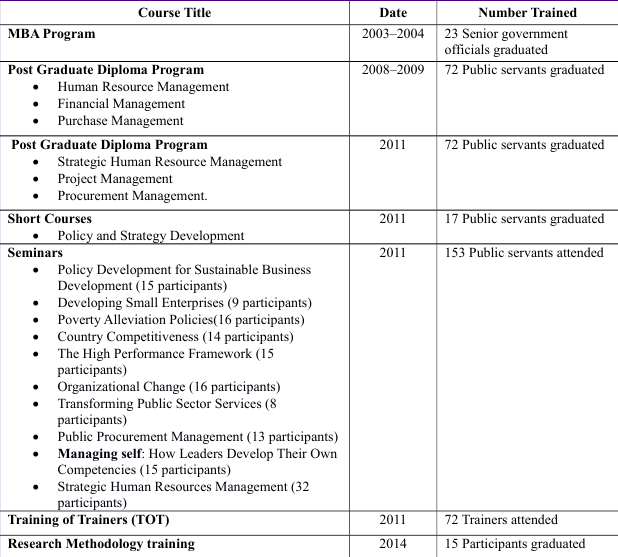 Course Title Date Number Trained
MBA Program 2003–2004 23 Senior government
officials graduated
Post Graduate Diploma Program 2008–2009 72 Public servants graduated
• Human Resource Management
• Financial Management
• Purchase Management
Post Graduate Diploma Program 2011 72 Public servants graduated
• Strategic Human Resource Management
• Project Management
• Procurement Management.
Short Courses 2011 17 Public servants graduated
• Policy and Strategy Development
Seminars 2011 153 Public servants attended
• Policy Development for Sustainable Business
Development (15 participants)
• Developing Small Enterprises (9 participants)
• Poverty Alleviation Policies(16 participants)
• Country Competitiveness (14 participants)
• The High Performance Framework (15
participants)
• Organizational Change (16 participants)
• Transforming Public Sector Services (8
participants)
• Public Procurement Management (13 participants)
• Managing self: How Leaders Develop Their Own
Competencies (15 participants)
• Strategic Human Resources Management (32
participants)
Training of Trainers (TOT) 2011 72 Trainers attended
Research Methodology training 2014 15 Participants graduated